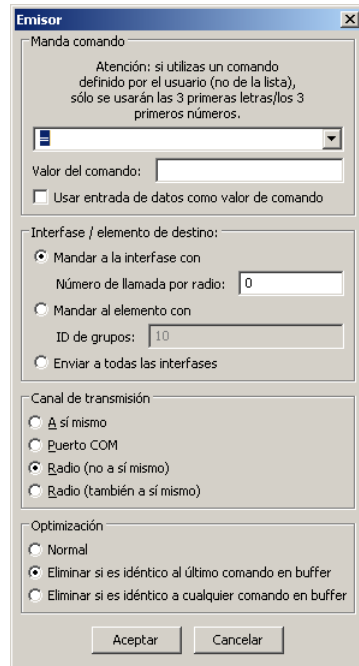 Emisor
Manda comando
Atención: si utilizas un comando
definido por el usuario (no de la lista),
sólo se usarán las 3 primeras letras/los 3
primeros números.
=
Valor del comando:
Usar entrada de datos como valor de comando
Interfase / elemento de destino:
Mandar a la interfase con
Número de llamada por radio: 0
Mandar al elemento con
ID de grupos: 10
Enviar a todas las interfases
Canal de transmisión
A sí mismo
Puerto COM
Radio (no a sí mismo)
Radio (también a sí mismo)
Optimización
Normal
Eliminar si es idéntico al último comando en buffer
Eliminar si es idéntico a cualquier comando en buffer
Aceptar Cancelar